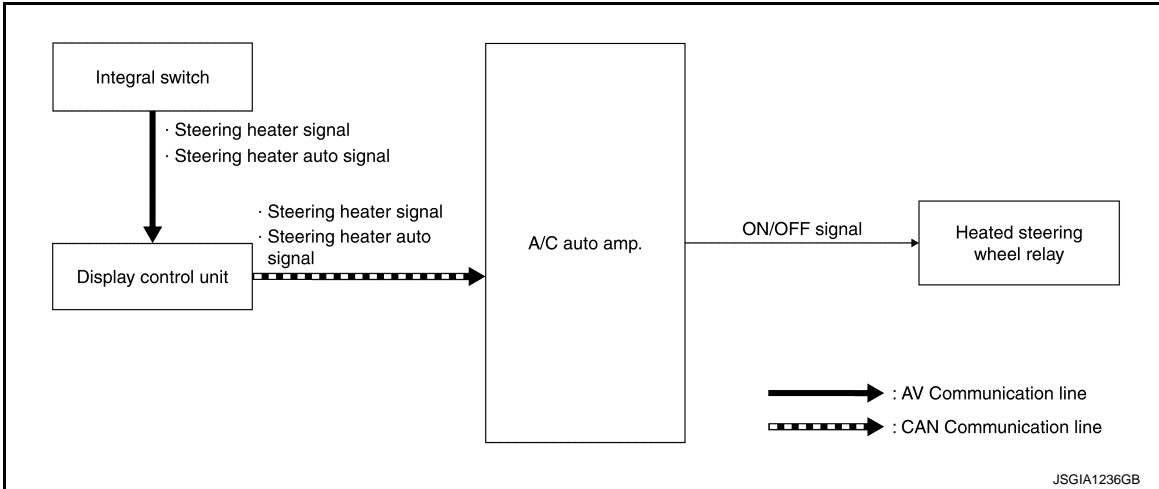 Integral switch
· Steering heater signal
· Steering heater auto signal
· Steering heater signal
· Steering heater auto
signal
Display control unit
A/C auto amp.
ON/OFF signal
Heated steering
wheel relay
: AV Communication line
: CAN Communication line
JSGIA1236GB